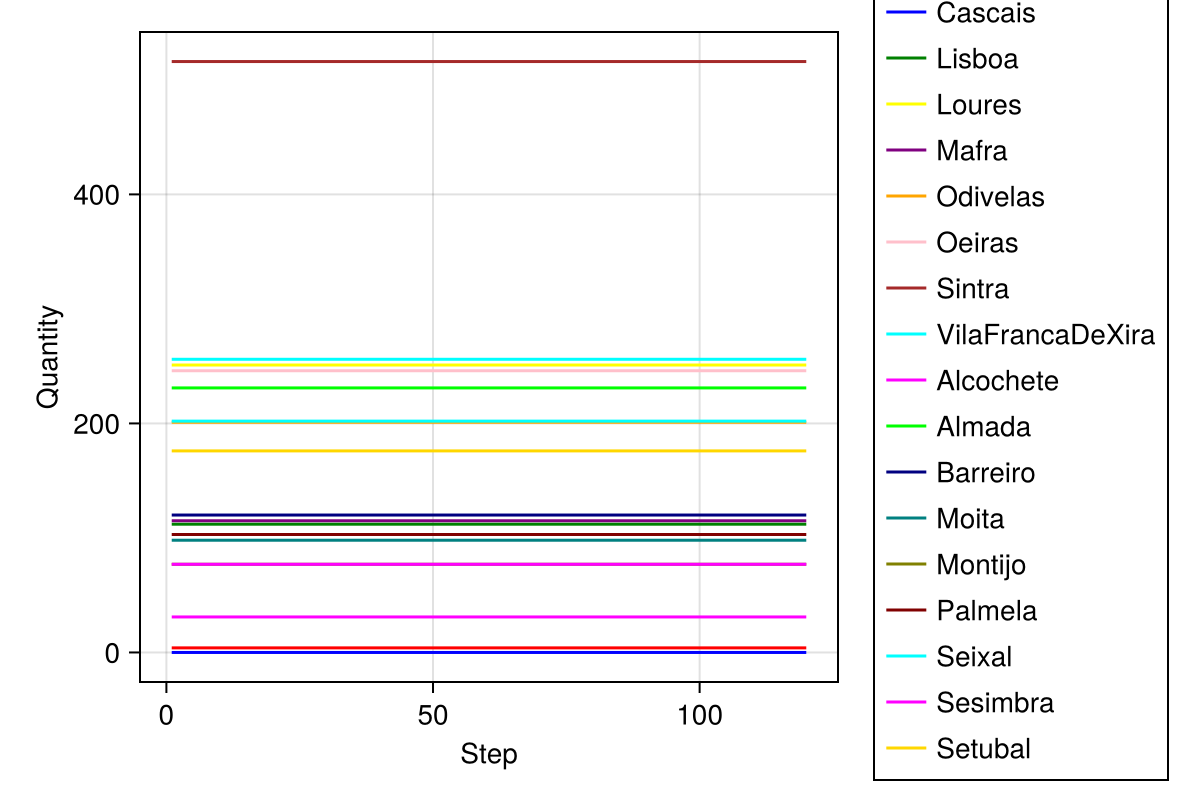 400
200
0
Quantity
0
50
100
Step
Cascais
Lisboa
Loures
Mafra
Odivelas
Oeiras
Sintra
VilaFrancaDeXira
Alcochete
Almada
Barreiro
Moita
Montijo
Palmela
Seixal
Sesimbra
Setubal